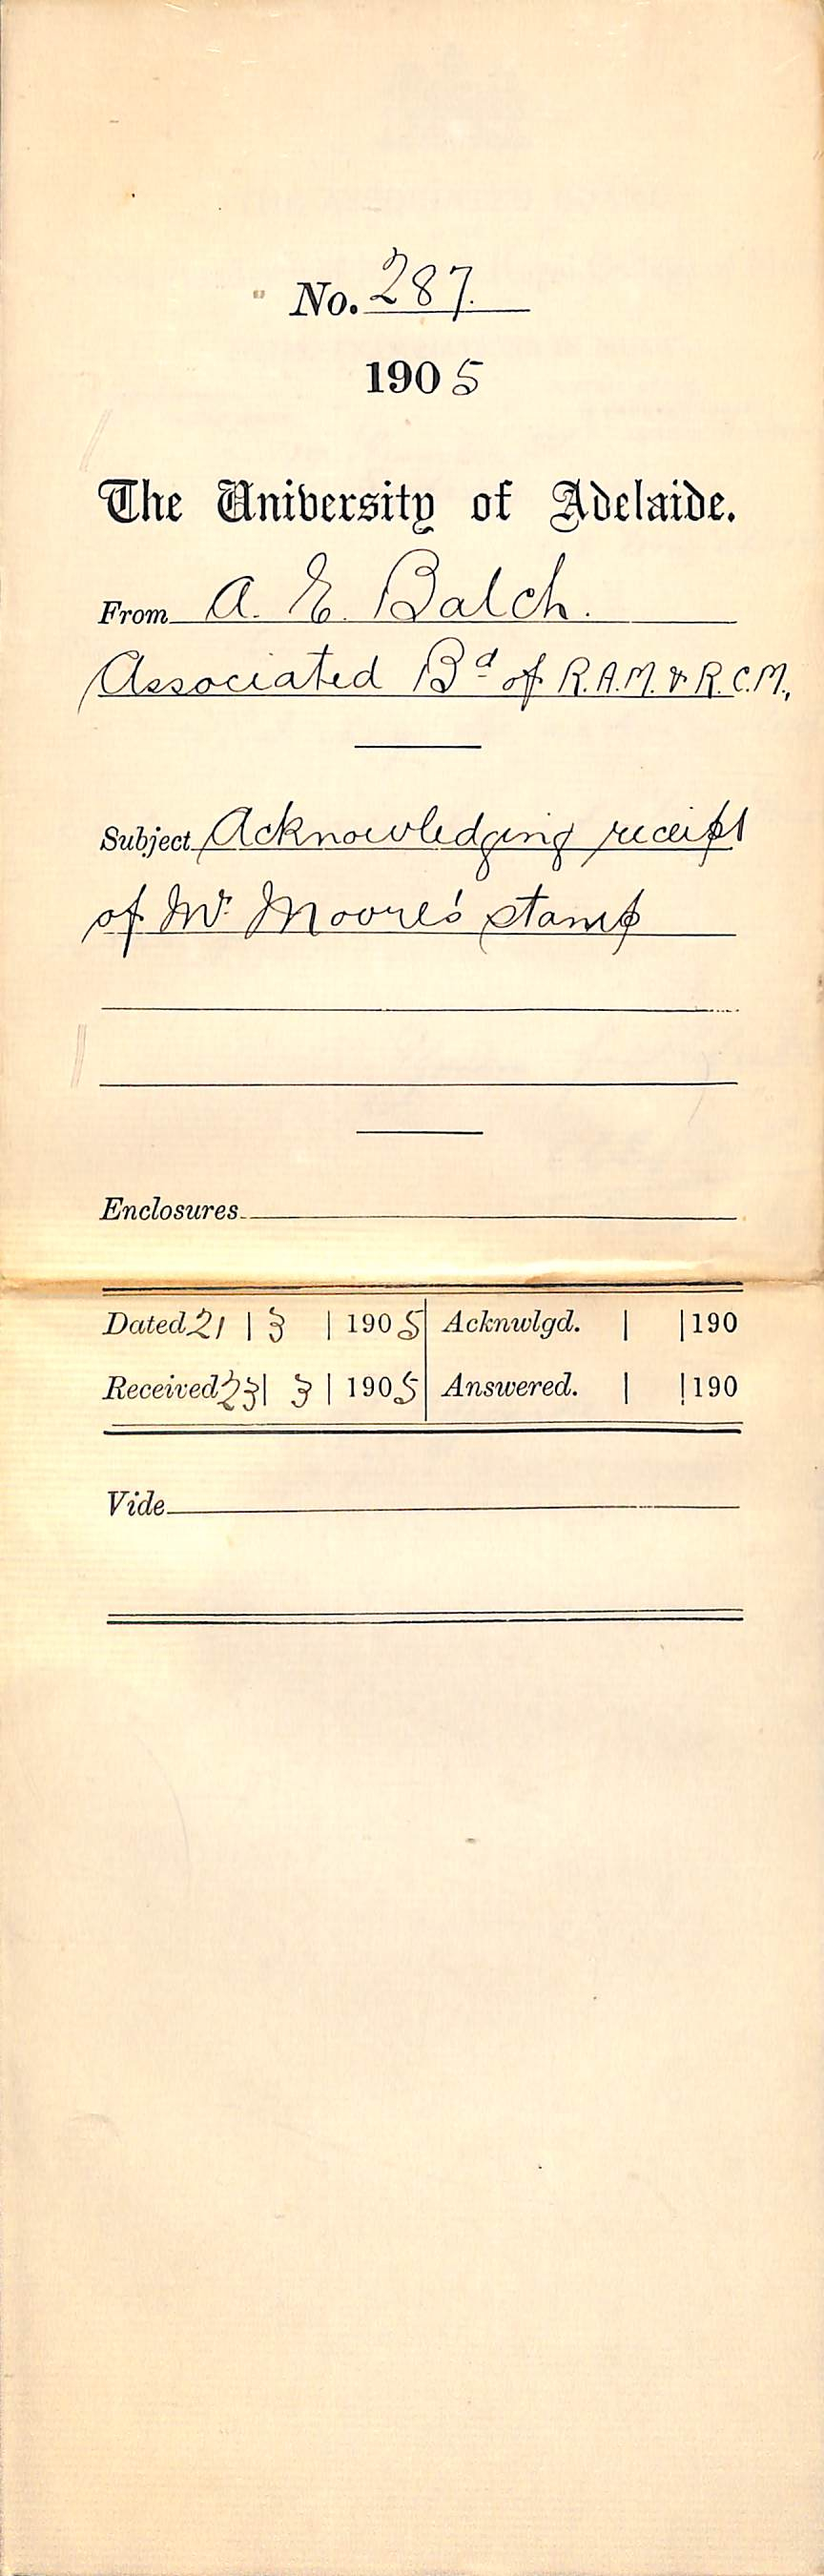 No. 287.
1905
The University of Adelaide.
From A. E. Balch.
Associated Bd of R.A.M. & R.C.M.,
Subject Acknowledging receipt
of Mr Moore's stamp
Enclosures
Dated 21 | 3 | 1905 Acknwlgd. | | 190
Received 23 | 3 | 1905 Answered. | | 190
Vide